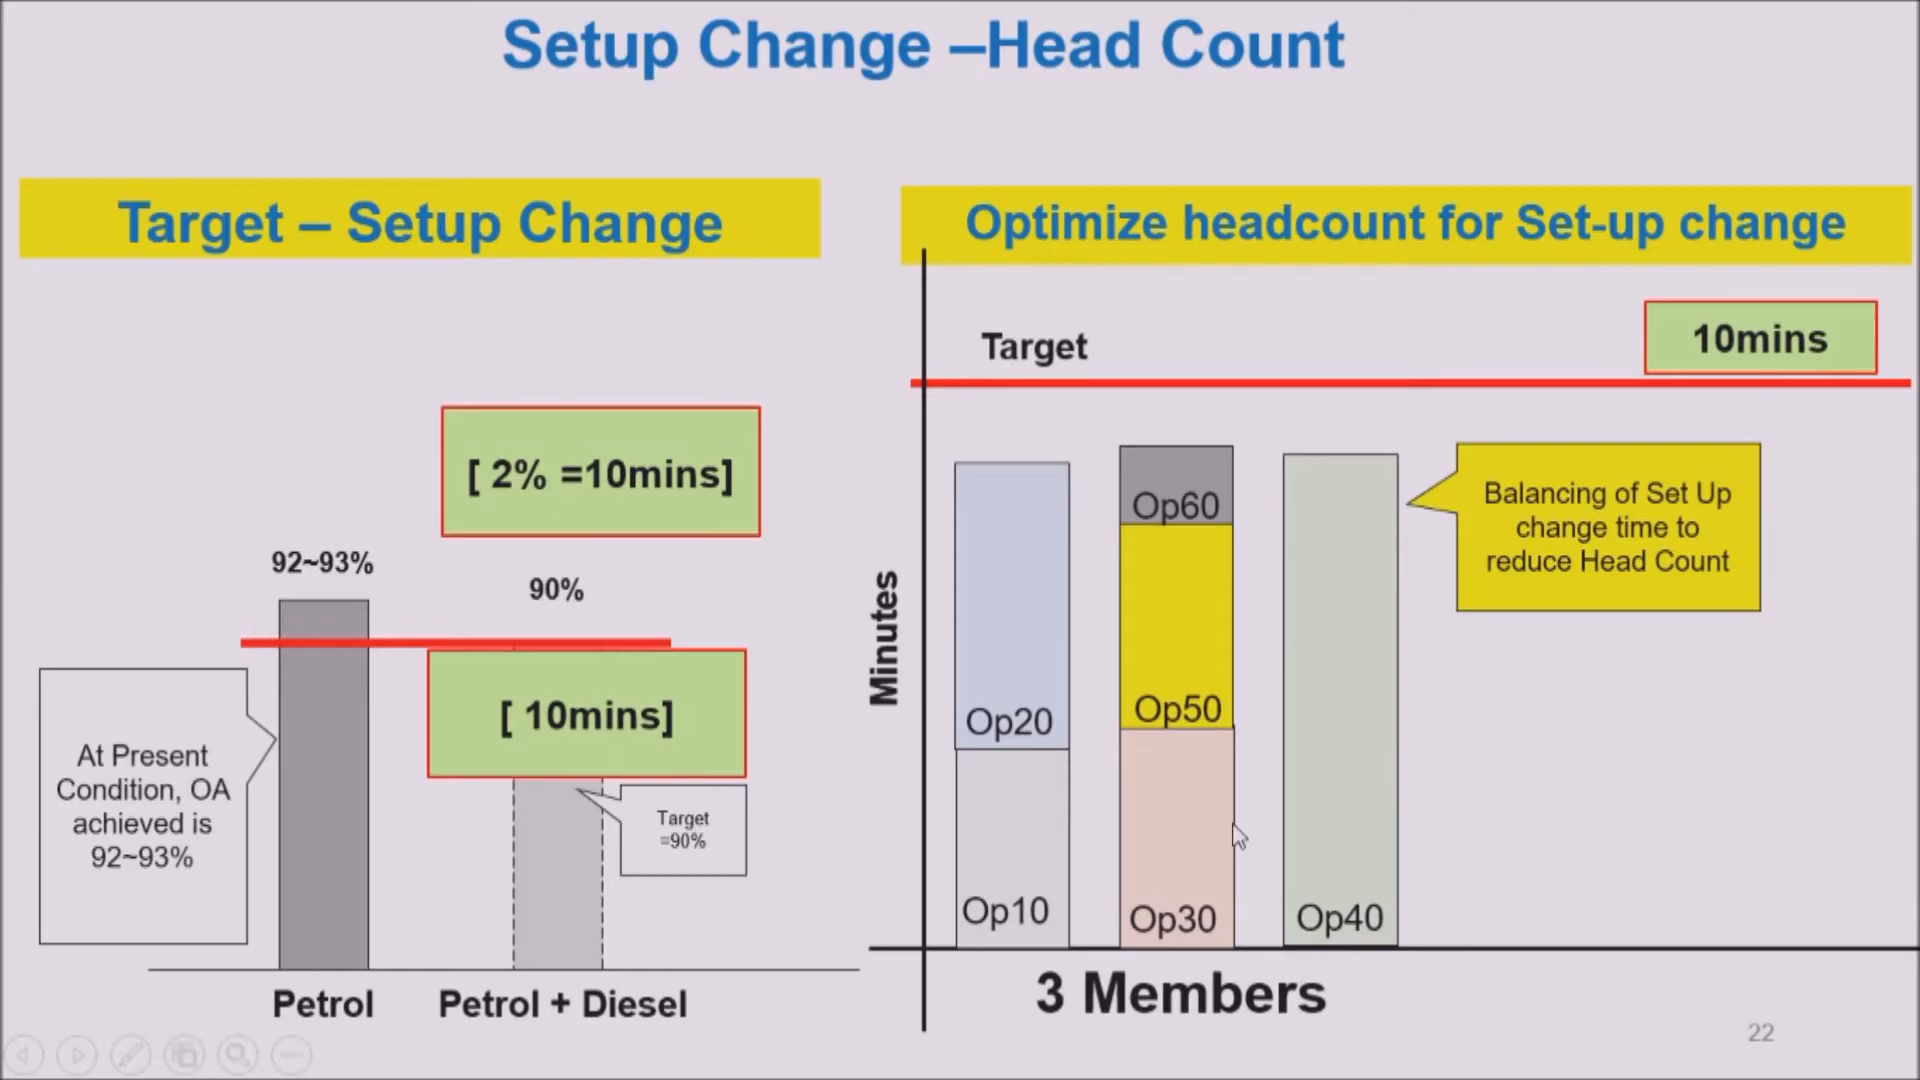 Setup Change –Head Count
Target – Setup Change
[ 2% =10mins]
92~93%
90%
[ 10mins]
At Present
Condition, OA
achieved is
92~93%
Target
=90%
Petrol
Petrol + Diesel
Optimize headcount for Set-up change
Target
10mins
Minutes
Op60
Op50
Op20
Op10
Op30
Op40
Balancing of Set Up
change time to
reduce Head Count
3 Members
22